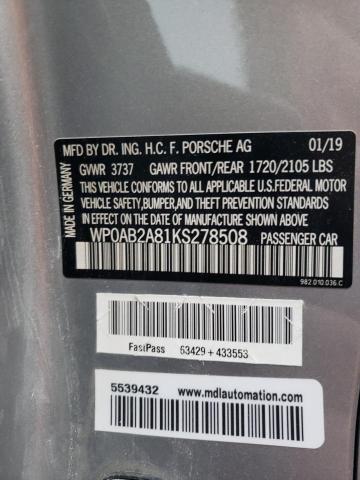 MFD BY DR. ING. H.C. F. PORSCHE AG 01/19
GVWR 3737 GAWR FRONT/REAR 1720/2105 LBS
THIS VEHICLE CONFORMS TO ALL APPLICABLE U.S.FEDERAL MOTOR
VEHICLE SAFETY,BUMPER,AND THEFT PREVENTION STANDARDS IN
EFFECT ON THE DATE OF MANUFACTURE SHOWN ABOVE.
WP0AB2A81KS278508 PASSENGER CAR
MADE IN GERMANY
982.010.036.C
FastPass 63429 + 433553
5539432 www.mdlautomation.com